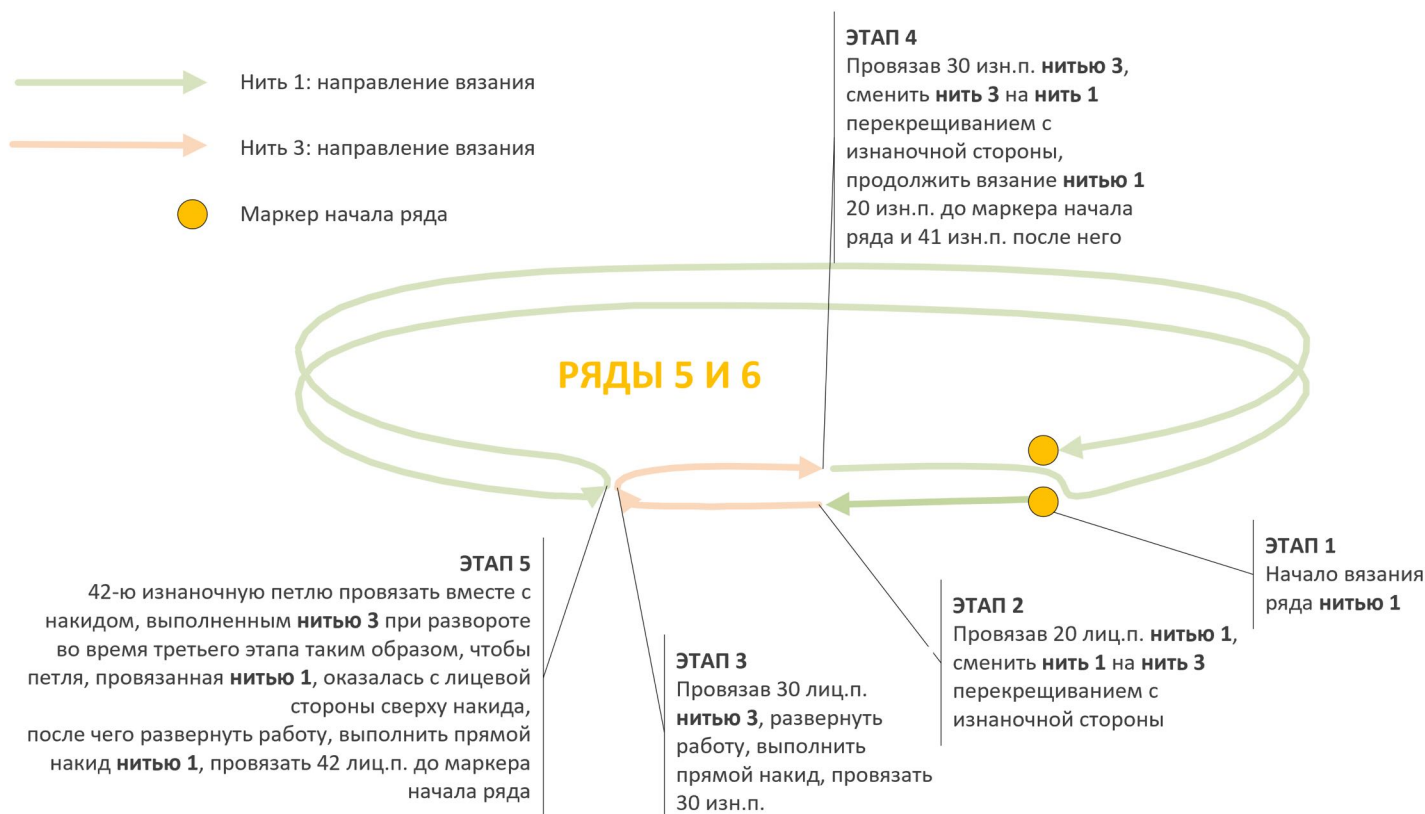 Нить 1: направление вязания
Нить 3: направление вязания
Маркер начала ряда
ЭТАП 4
Провязав 30 изн.п. нитью 3,
сменить нить 3 на нить 1
перекрещиванием с
изнаночной стороны,
продолжить вязание нитью 1
20 изн.п. до маркера начала
ряда и 41 изн.п. после него
РЯДЫ 5 И 6
ЭТАП 5
42-ю изнаночную петлю провязать вместе с
накидом, выполненным нитью 3 при развороте
во время третьего этапа таким образом, чтобы
петля, провязанная нитью 1, оказалась с лицевой
стороны сверху накида,
после чего развернуть работу, выполнить прямой
накид нитью 1, провязать 42 лиц.п. до маркера
начала ряда
ЭТАП 3
Провязав 30 лиц.п.
нитью 3, развернуть
работу, выполнить
прямой накид, провязать
30 изн.п.
ЭТАП 2
Провязав 20 лиц.п. нитью 1,
сменить нить 1 на нить 3
перекрещиванием с
изнаночной стороны
ЭТАП 1
Начало вязания
ряда нитью 1